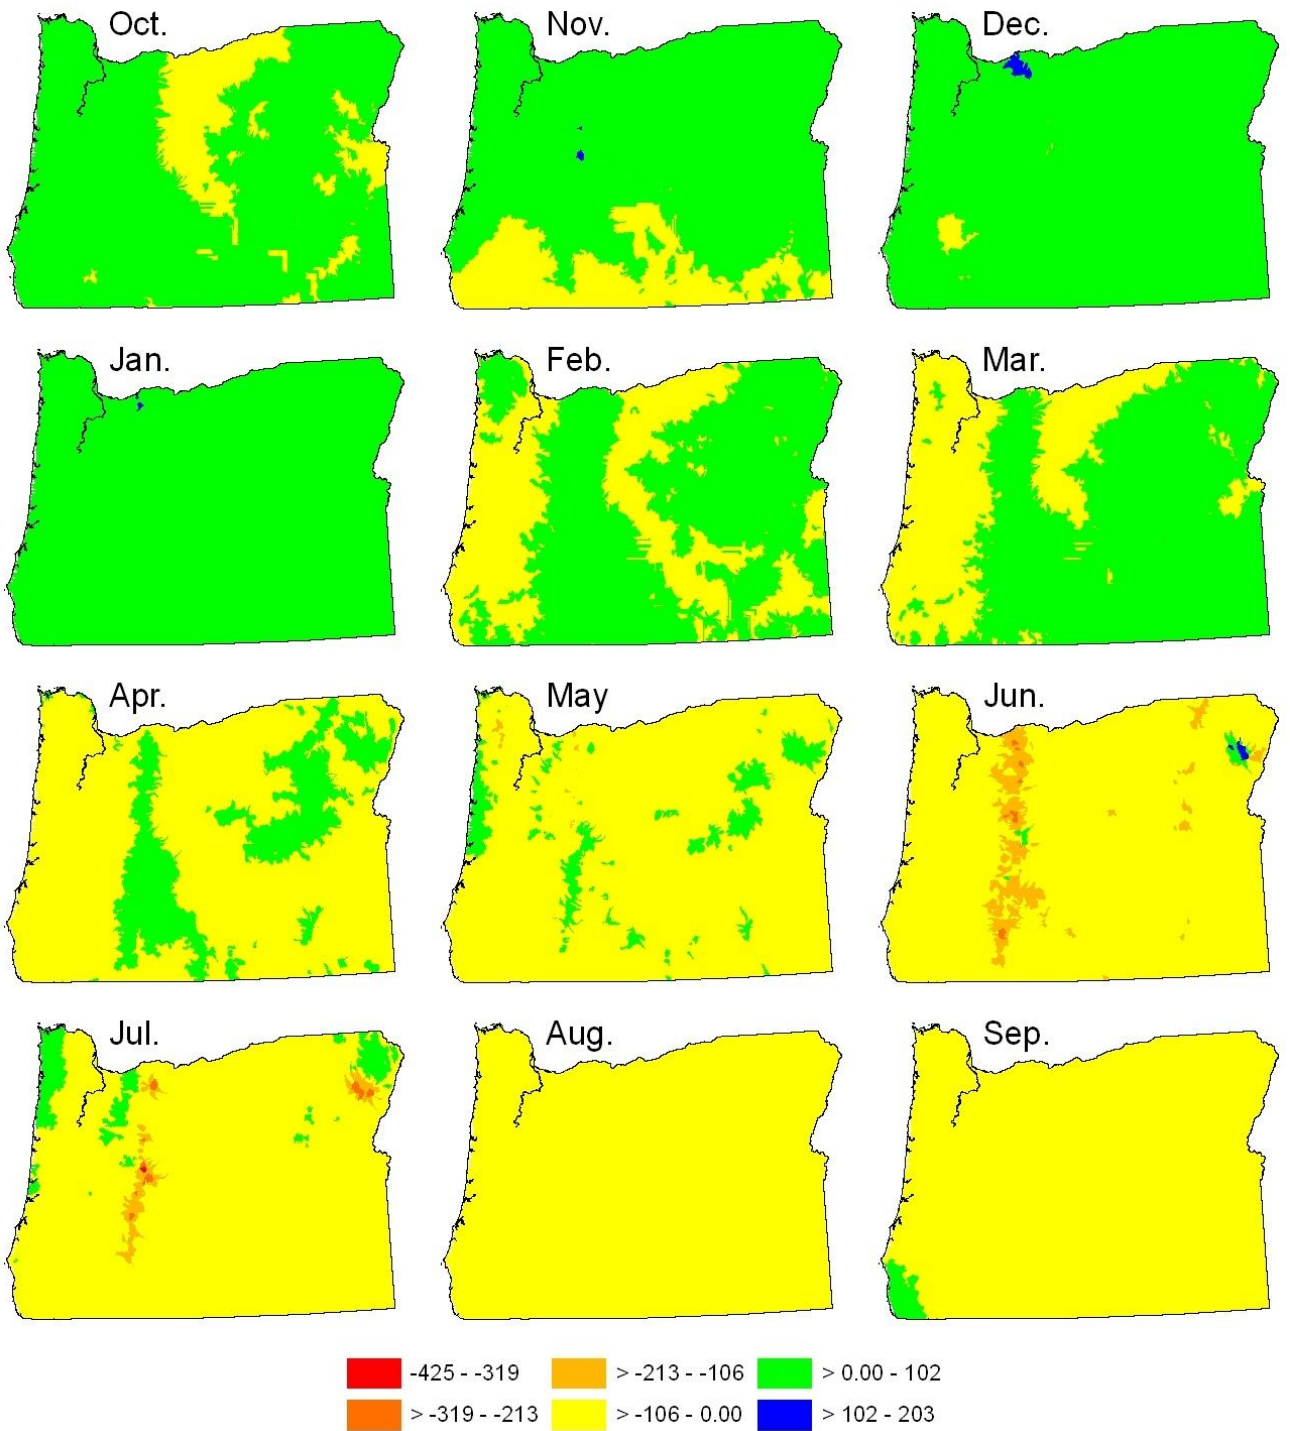 Oct.
Nov.
Dec.
Jan.
Feb.
Mar.
Apr.
May
Jun.
Jul.
Aug.
Sep.
-425 - -319
> -213 - -106
> 0.00 - 102
> -319 - -213
> -106 - 0.00
> 102 - 203